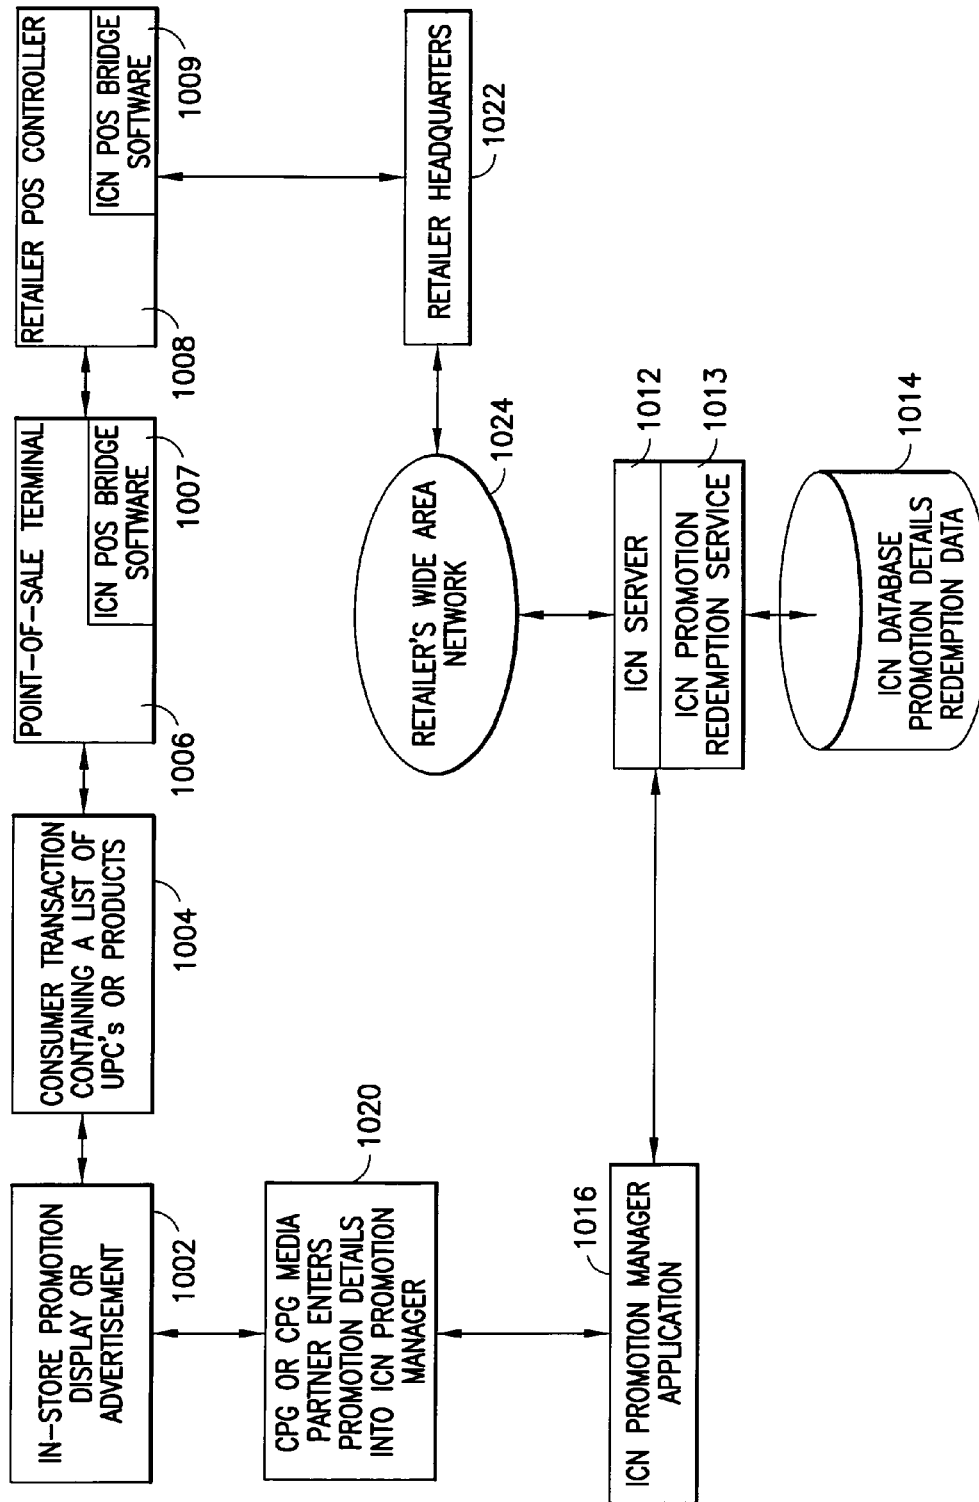 IN-STORE PROMOTION
DISPLAY OR
ADVERTISEMENT
1002
CONSUMER TRANSACTION
CONTAINING A LIST OF
UPC's OR PRODUCTS
1004
POINT-OF-SALE TERMINAL
ICN POS BRIDGE
SOFTWARE
1006
1007
RETAILER POS CONTROLLER
ICN POS BRIDGE
SOFTWARE
1008
1009
CPG OR CPG MEDIA
PARTNER ENTERS
PROMOTION DETAILS
INTO ICN PROMOTION
MANAGER
1020
RETAILER'S WIDE AREA
NETWORK
1024
RETAILER HEADQUARTERS
1022
ICN PROMOTION MANAGER
APPLICATION
1016
ICN SERVER
1012
ICN PROMOTION
REDEMPTION SERVICE
1013
ICN DATABASE
PROMOTION DETAILS
REDEMPTION DATA
1014